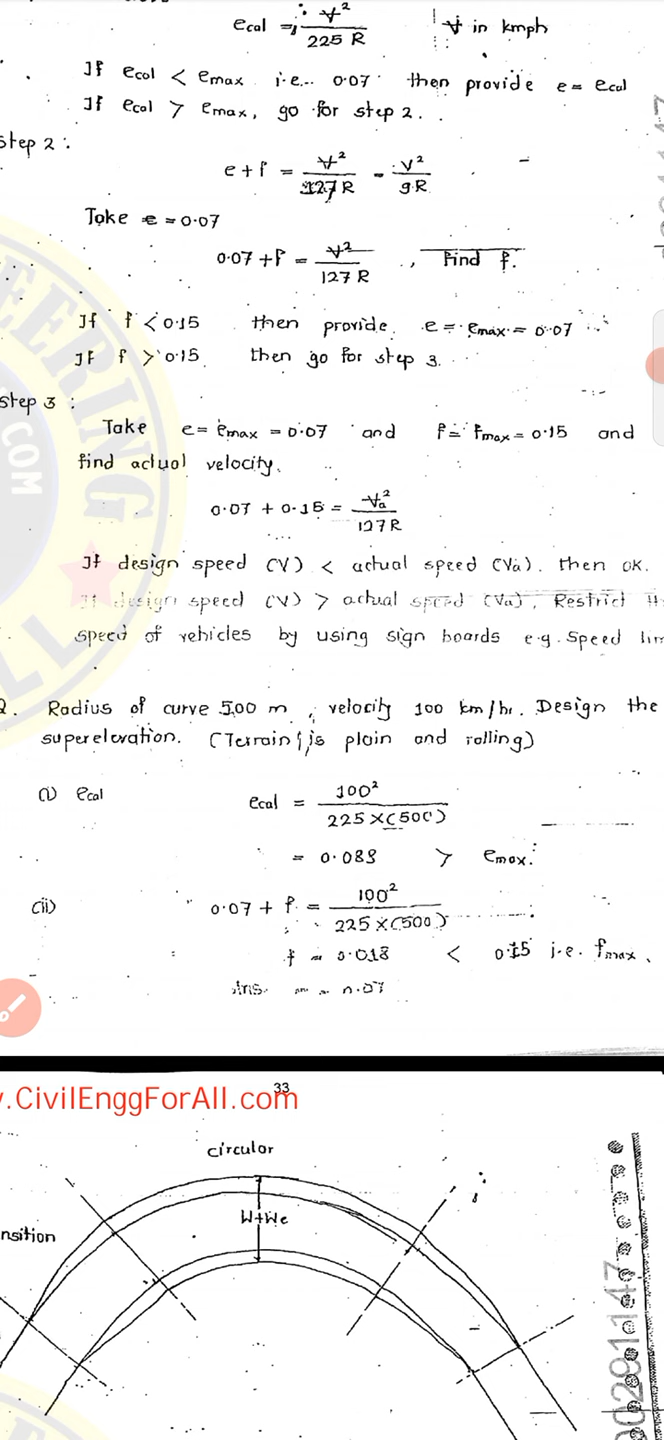 ecal = V²/225 R V in kmph
If ecal < emax i.e. 0.07 then provide e = ecal
If ecal > emax, go for step 2.
step 2 :
e + f = V²/127 R = V²/gR
Take e = 0.07
0.07 + f = V²/127 R , Find f.
If f < 0.15 then provide e = emax = 0.07
If f > 0.15 then go for step 3.
step 3 :
Take e = emax = 0.07 and f = fmax = 0.15 and
find actual velocity.
0.07 + 0.15 = Va²/127R
If design speed (V) < actual speed (Va). then ok.
If design speed (V) > actual speed (Va), Restrict
speed of vehicles by using sign boards e.g. speed
Radius of curve 500 m , velocity 100 km/hr. Design the
superelevation. (Terrain is plain and rolling)
(i) ecal ecal = 100²/225 X (500)
= 0.088 > emax.
(ii) 0.07 + f = 100²/225 X (500)
f = 0.018 < 0.15 i.e. fmax.
Ans. = 0.07
33
.CivilEnggForAll.com
circular
W+We
nsition
EERING
.COM
00291147